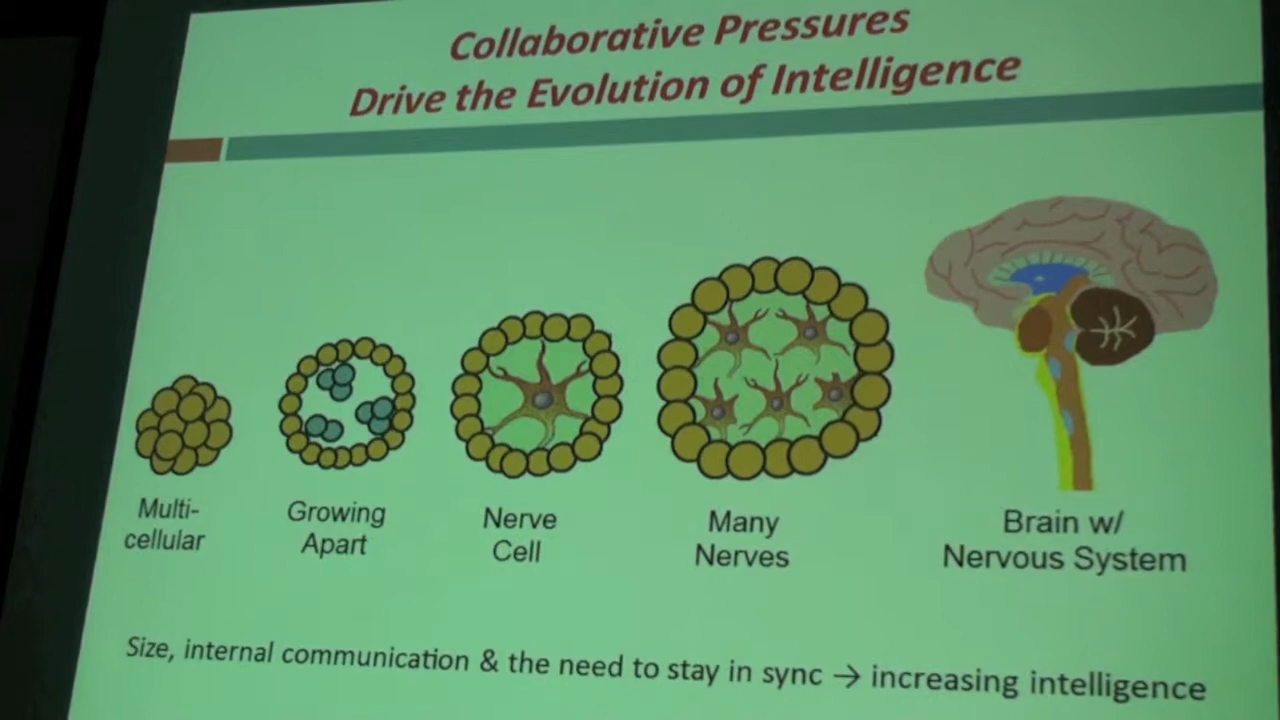 Collaborative Pressures
Drive the Evolution of Intelligence
Multi-
cellular
Growing
Apart
Nerve
Cell
Many
Nerves
Brain w/
Nervous System
Size, internal communication & the need to stay in sync → increasing intelligence